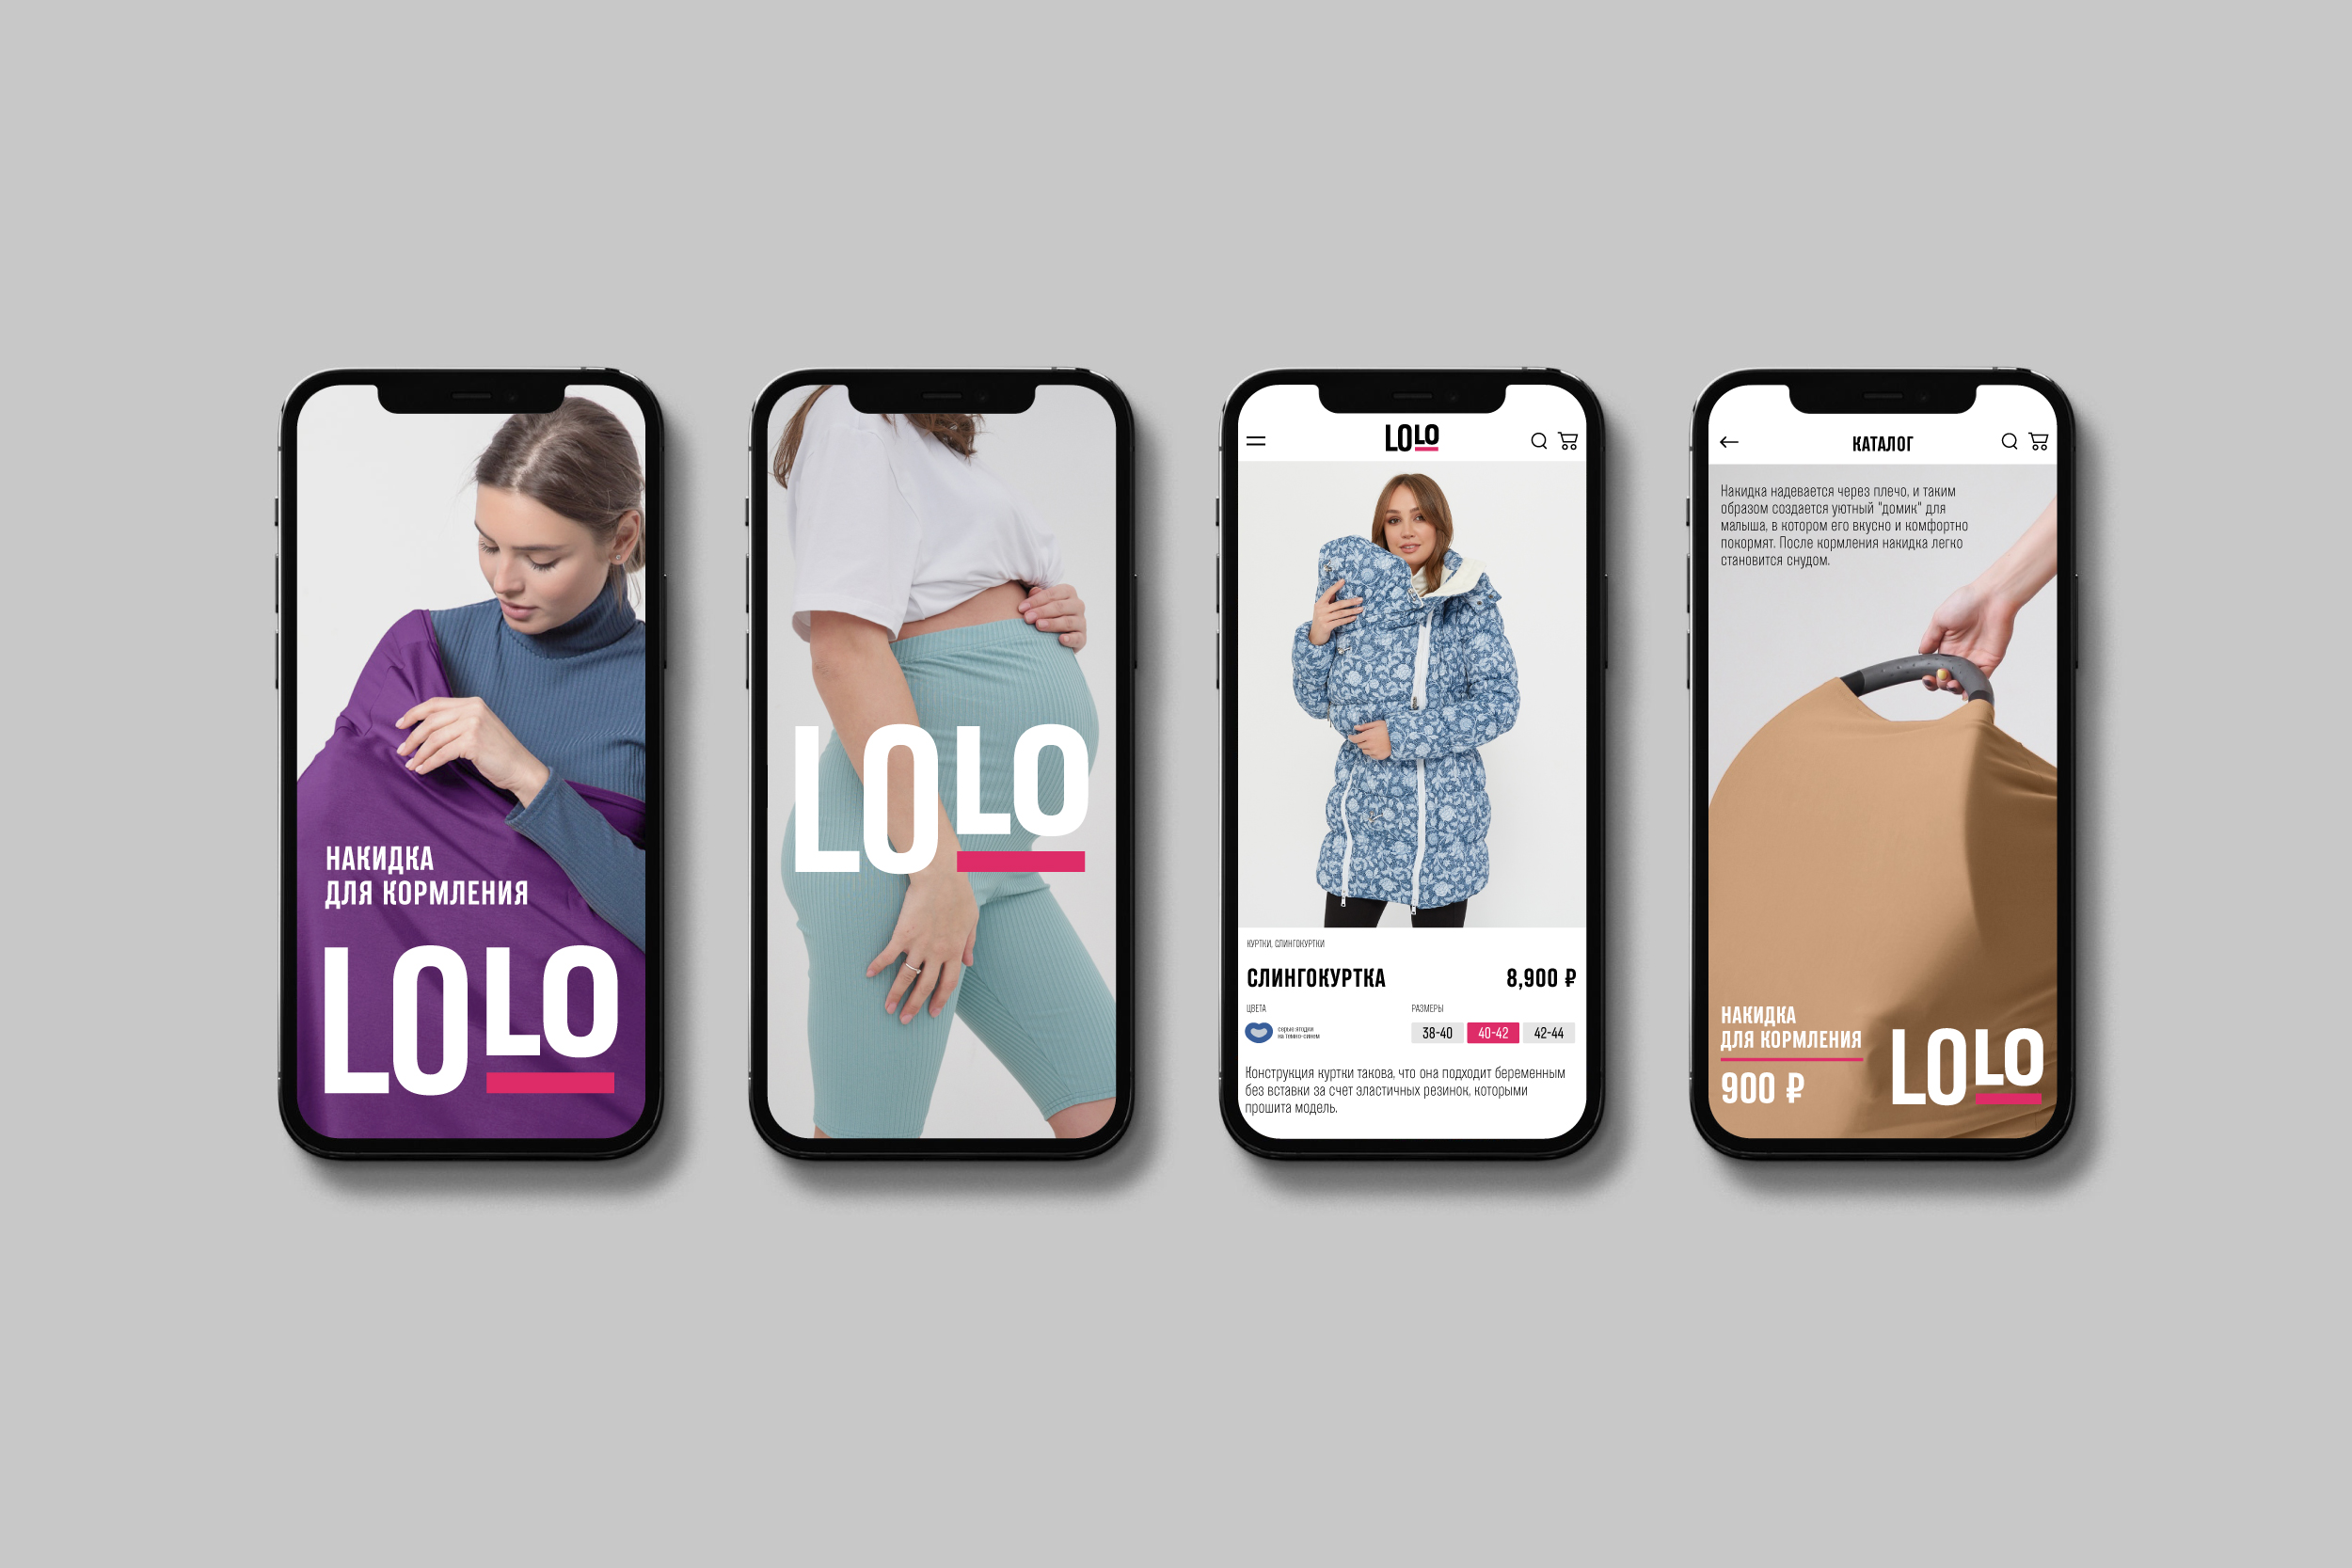 НАКИДКА
ДЛЯ КОРМЛЕНИЯ
LOLO
LOLO
LOLO
КУРТКИ, СЛИНГОКУРТКИ
СЛИНГОКУРТКА
8,900 ₽
ЦВЕТА
серые ягодки
на темно-синем
РАЗМЕРЫ
38-40 40-42 42-44
Конструкция куртки такова, что она подходит беременным
без вставки за счет эластичных резинок, которыми
прошита модель.
КАТАЛОГ
Накидка надевается через плечо, и таким
образом создается уютный "домик" для
малыша, в котором его вкусно и комфортно
покормят. После кормления накидка легко
становится снудом.
НАКИДКА
ДЛЯ КОРМЛЕНИЯ
900 ₽
LOLO